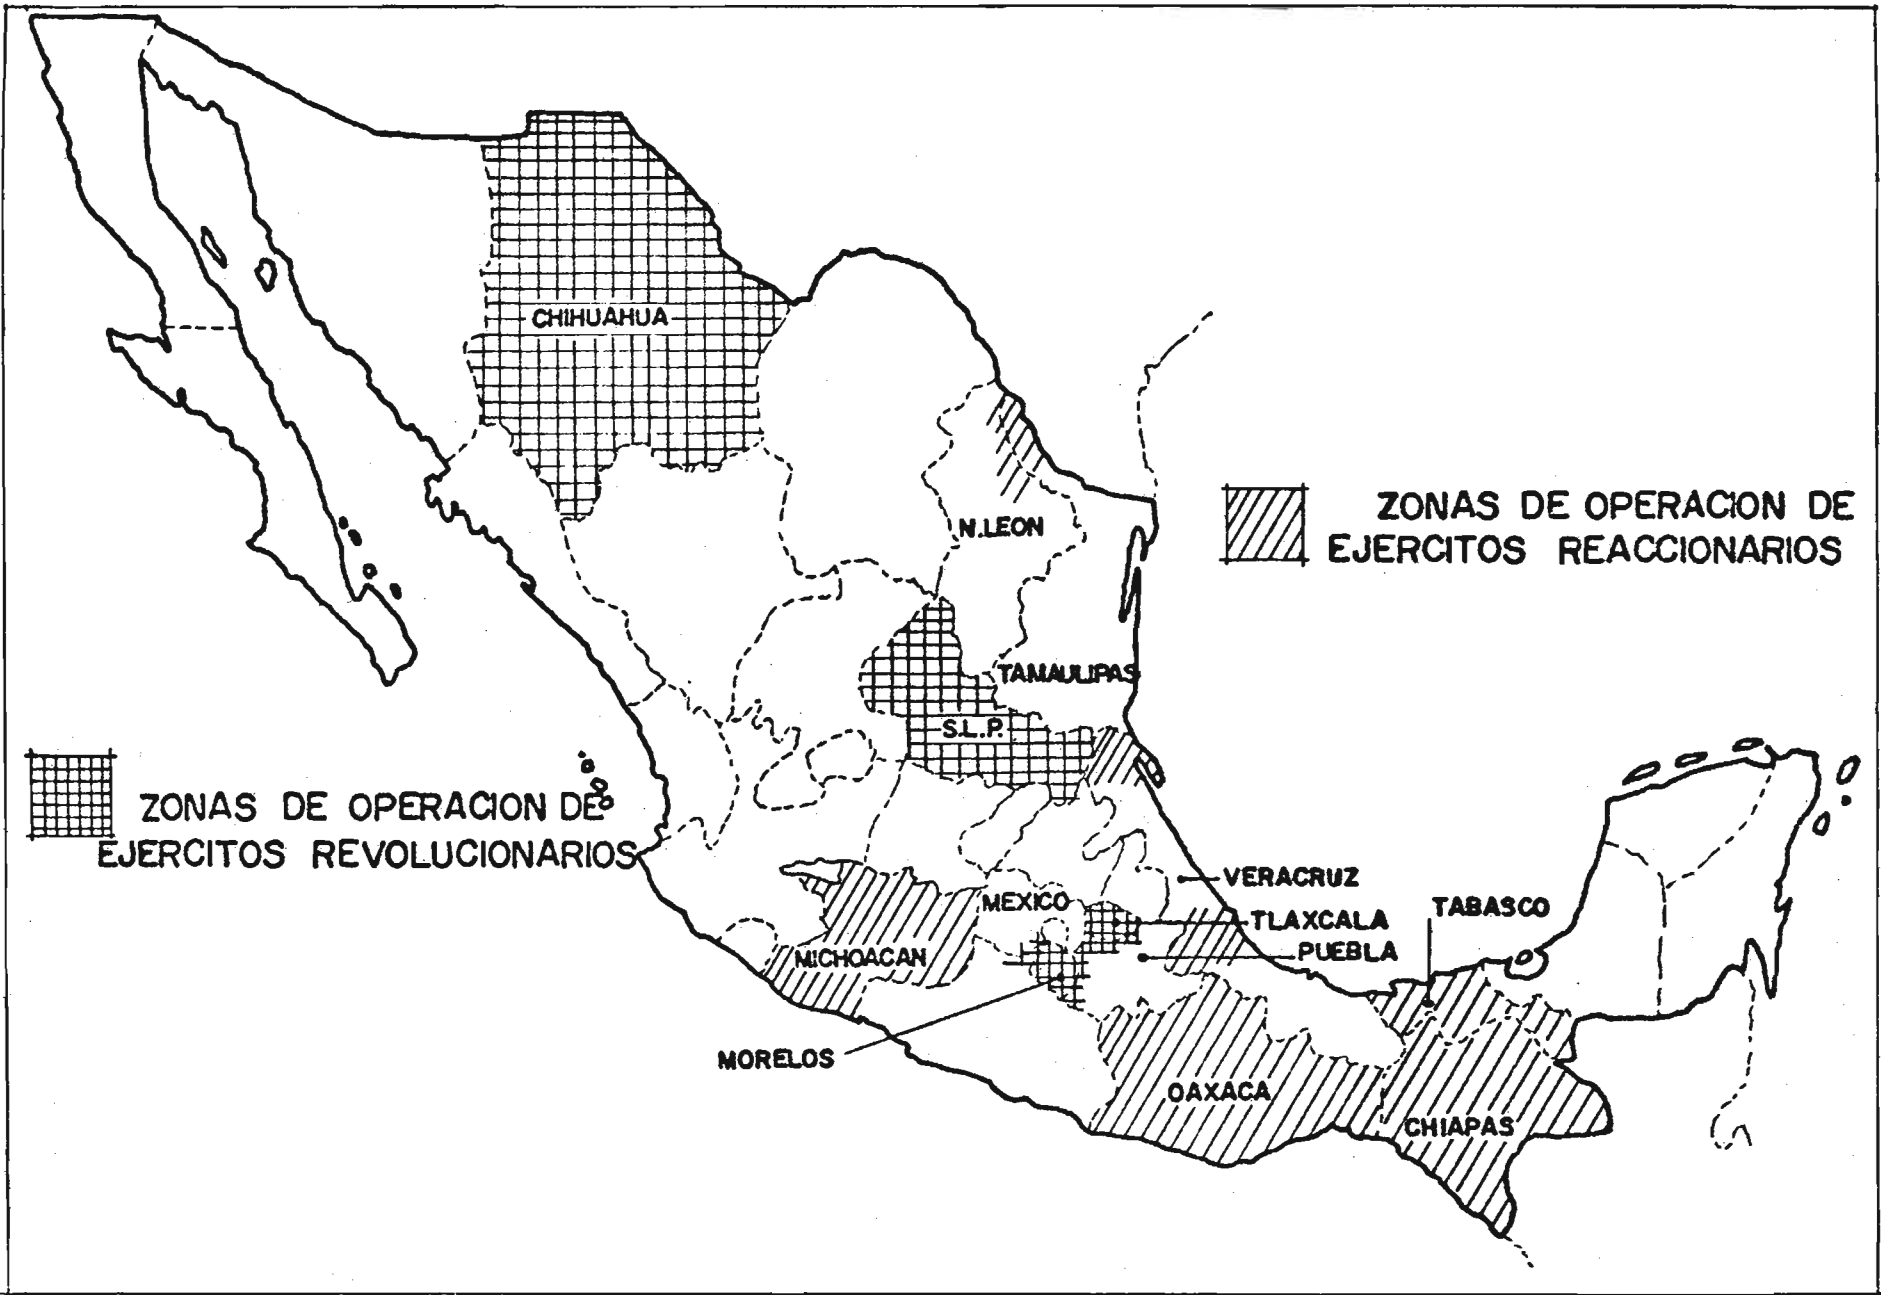 CHIHUAHUA
ZONAS DE OPERACION DE
EJERCITOS REACCIONARIOS
N.LEON
TAMAULIPAS
S.L.P.
ZONAS DE OPERACION DE
EJERCITOS REVOLUCIONARIOS
VERACRUZ
MEXICO
TLAXCALA
TABASCO
PUEBLA
MICHOACAN
MORELOS
OAXACA
CHIAPAS